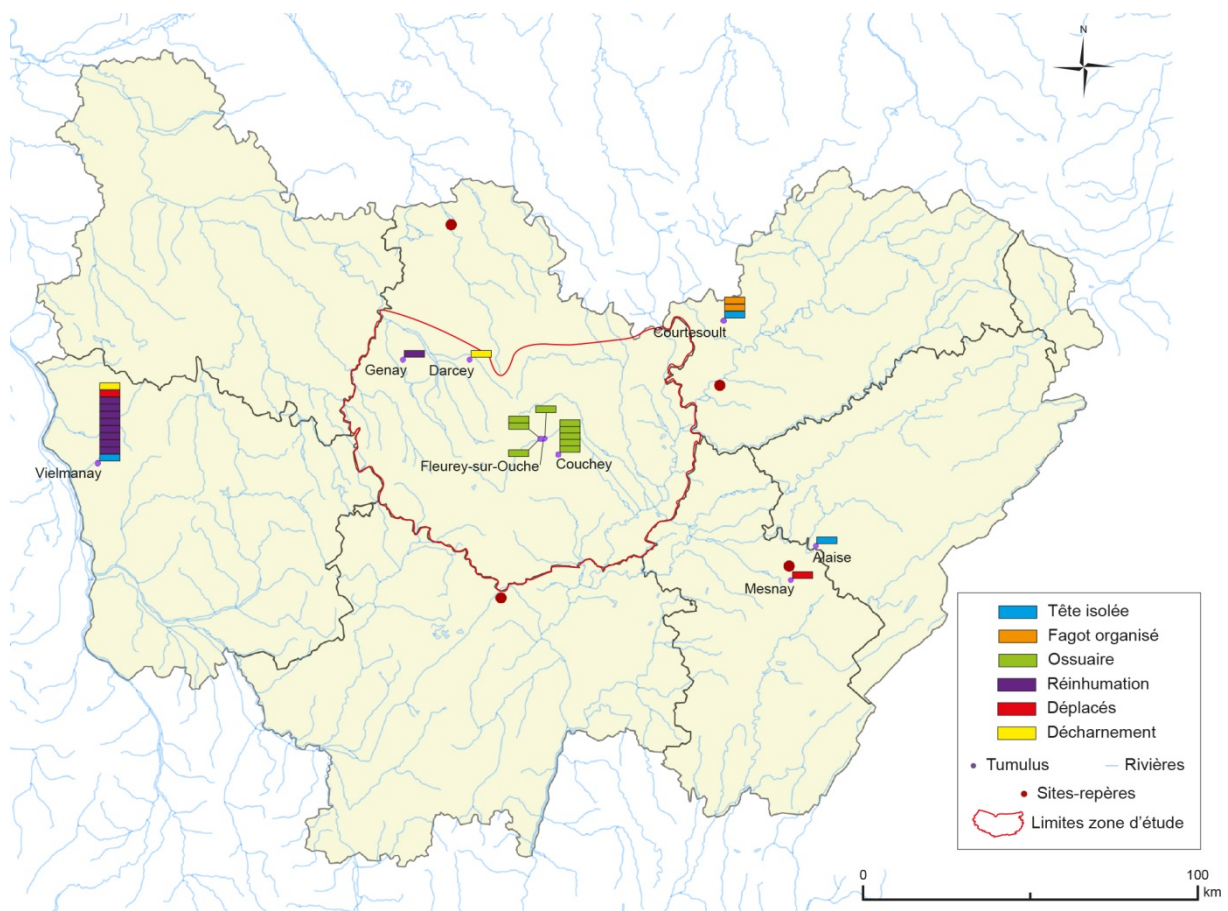 N
Courtesoult
Genay
Darcey
Vielmanay
Fleurey-sur-Ouche
Couchey
Alaise
Mesnay
Tête isolée
Fagot organisé
Ossuaire
Réinhumation
Déplacés
Décharnement
Tumulus
Rivières
Sites-repères
Limites zone d'étude
0
100
km